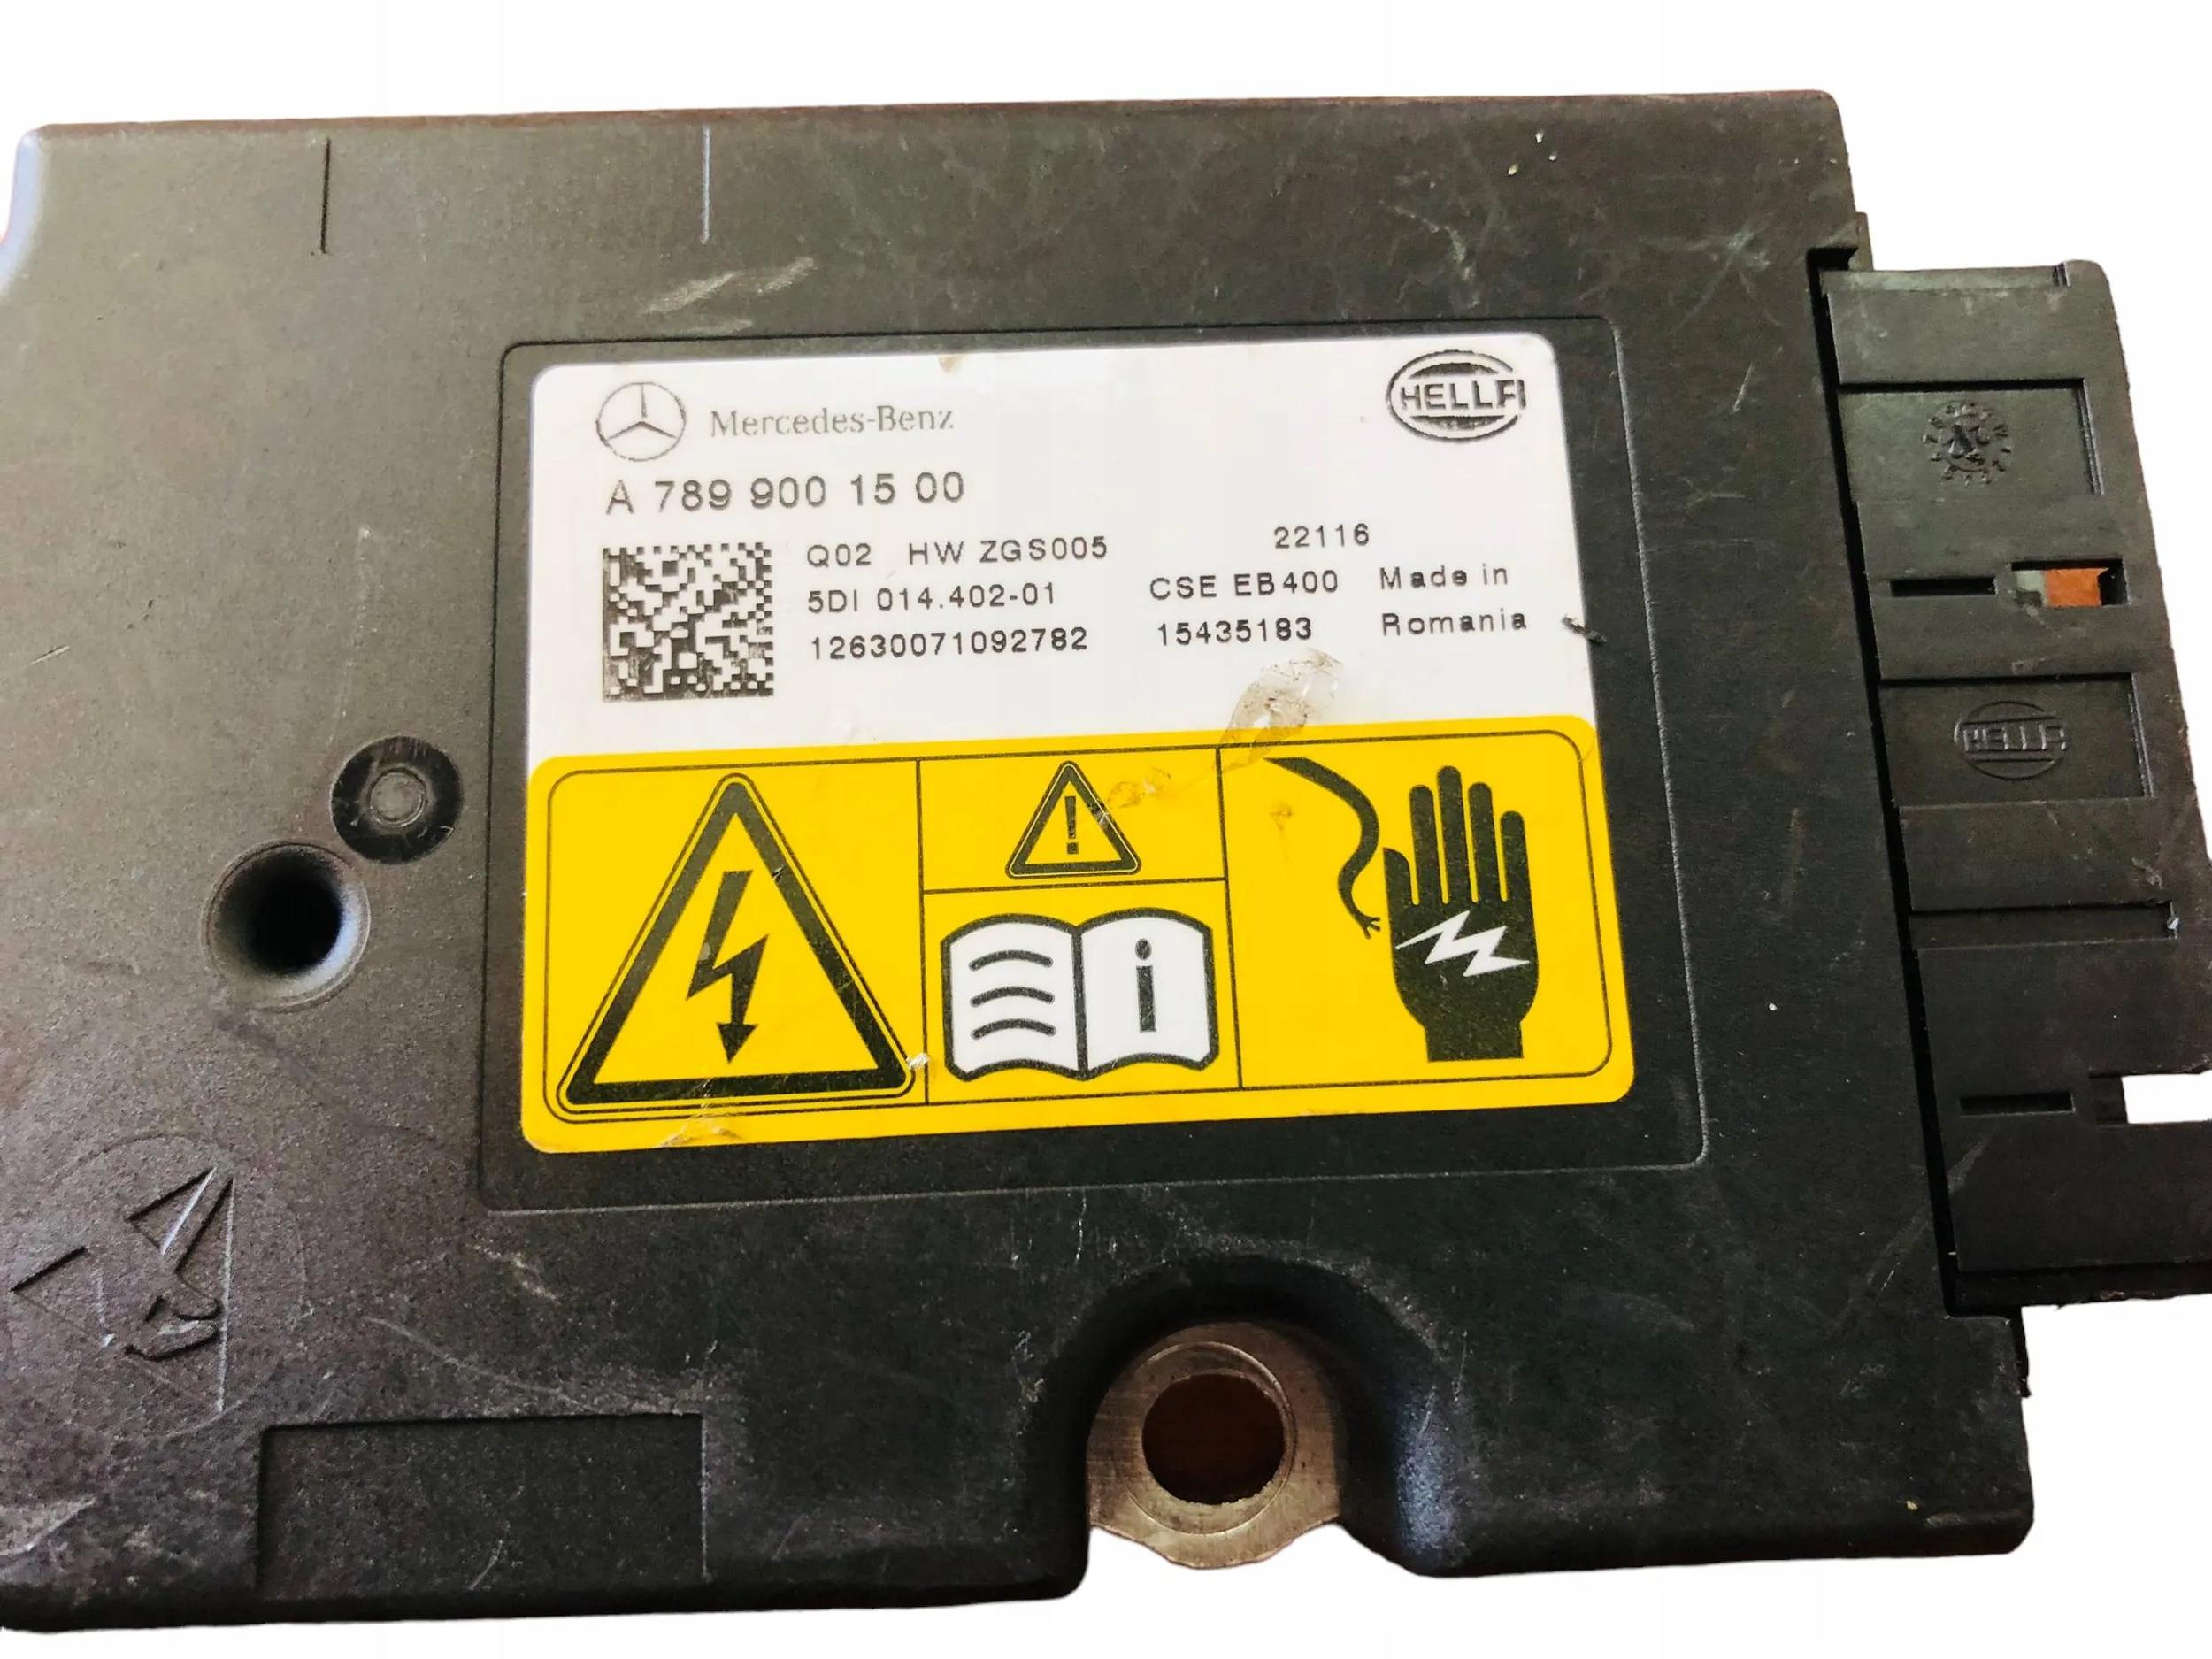 Mercedes-Benz
HELLA
A 789 900 15 00
Q02 HW ZGS005 22116
5DI 014.402-01 CSE EB400 Made in
12630071092782 15435183 Romania
i
HELLA